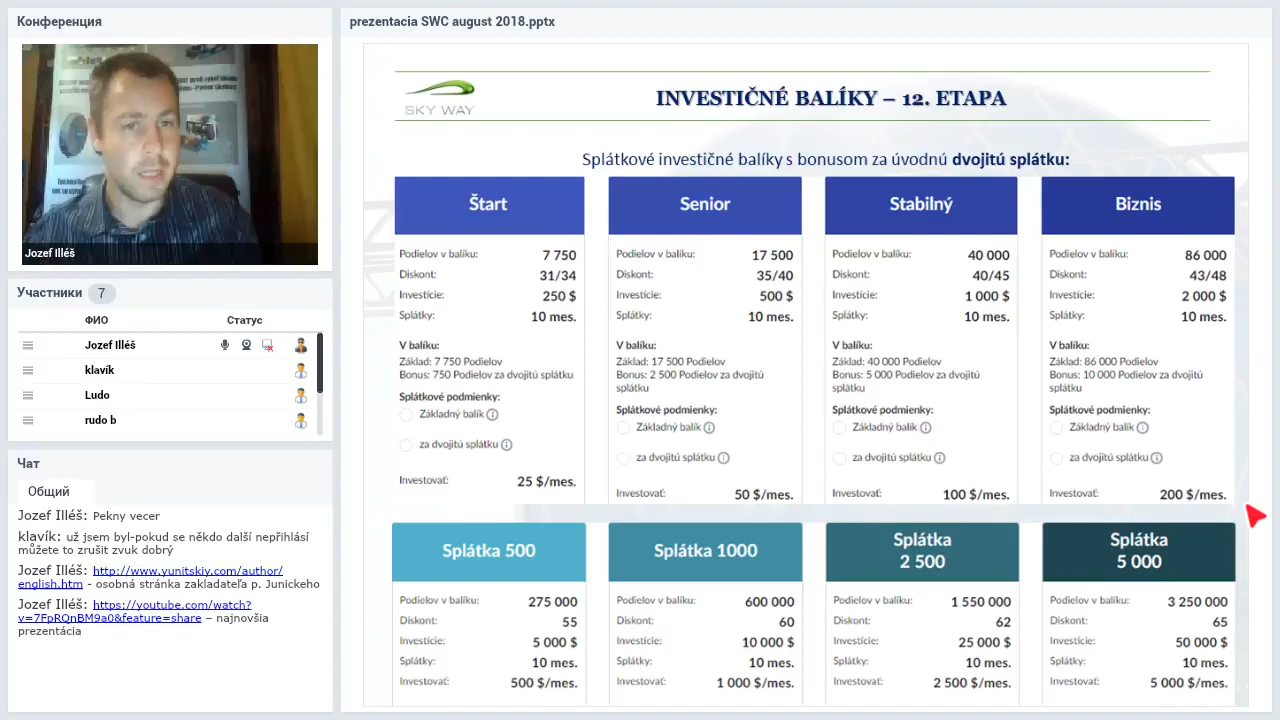 Конференция
Jozef Illéš
Участники 7
ФИО Статус
Jozef Illéš
klavík
Ludo
rudo b
Чат
Общий
Jozef Illéš: Pekny vecer
klavík: už jsem byl-pokud se někdo další nepřihlásí
můžete to zrušit zvuk dobrý
Jozef Illéš: http://www.yunitskiy.com/author/
english.htm - osobná stránka zakladateľa p. Junickeho
Jozef Illéš: https://youtube.com/watch?
v=7FpRQnBM9a0&feature=share – najnovšia
prezentácia
prezentacia SWC august 2018.pptx
SKY WAY
INVESTIČNÉ BALÍKY – 12. ETAPA
Splátkové investičné balíky s bonusom za úvodnú dvojitú splátku:
Štart
Podielov v balíku: 7 750
Diskont: 31/34
Investície: 250 $
Splátky: 10 mes.
V balíku:
Základ: 7 750 Podielov
Bonus: 750 Podielov za dvojitú splátku
Splátkové podmienky:
Základný balík
za dvojitú splátku
Investovať: 25 $/mes.
Senior
Podielov v balíku: 17 500
Diskont: 35/40
Investície: 500 $
Splátky: 10 mes.
V balíku:
Základ: 17 500 Podielov
Bonus: 2 500 Podielov za dvojitú
splátku
Splátkové podmienky:
Základný balík
za dvojitú splátku
Investovať: 50 $/mes.
Stabilný
Podielov v balíku: 40 000
Diskont: 40/45
Investície: 1 000 $
Splátky: 10 mes.
V balíku:
Základ: 40 000 Podielov
Bonus: 5 000 Podielov za dvojitú
splátku
Splátkové podmienky:
Základný balík
za dvojitú splátku
Investovať: 100 $/mes.
Biznis
Podielov v balíku: 86 000
Diskont: 43/48
Investície: 2 000 $
Splátky: 10 mes.
V balíku:
Základ: 86 000 Podielov
Bonus: 10 000 Podielov za dvojitú
splátku
Splátkové podmienky:
Základný balík
za dvojitú splátku
Investovať: 200 $/mes.
Splátka 500
Podielov v balíku: 275 000
Diskont: 55
Investície: 5 000 $
Splátky: 10 mes.
Investovať: 500 $/mes.
Splátka 1000
Podielov v balíku: 600 000
Diskont: 60
Investície: 10 000 $
Splátky: 10 mes.
Investovať: 1 000 $/mes.
Splátka
2 500
Podielov v balíku: 1 550 000
Diskont: 62
Investície: 25 000 $
Splátky: 10 mes.
Investovať: 2 500 $/mes.
Splátka
5 000
Podielov v balíku: 3 250 000
Diskont: 65
Investície: 50 000 $
Splátky: 10 mes.
Investovať: 5 000 $/mes.